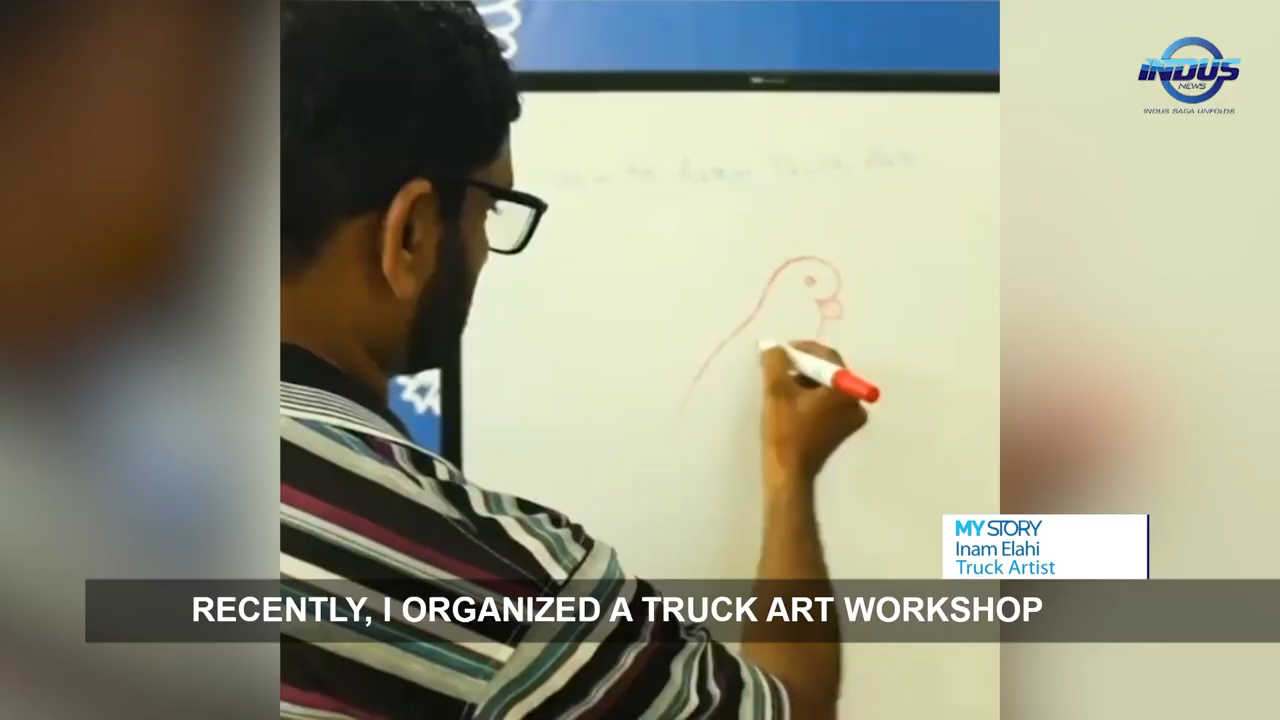 INDUS
NEWS
INDUS SAGA UNFOLDS
MY STORY
Inam Elahi
Truck Artist
RECENTLY, I ORGANIZED A TRUCK ART WORKSHOP